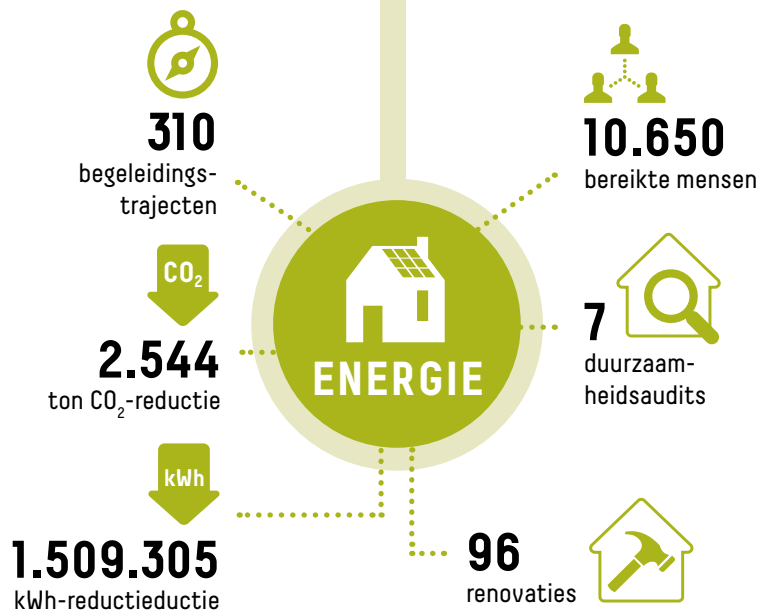 310
begeleidings-
trajecten
10.650
bereikte mensen
CO₂
2.544
ton CO₂-reductie
ENERGIE
7
duurzaam-
heidsaudits
kWh
1.509.305
kWh-reductieductie
96
renovaties